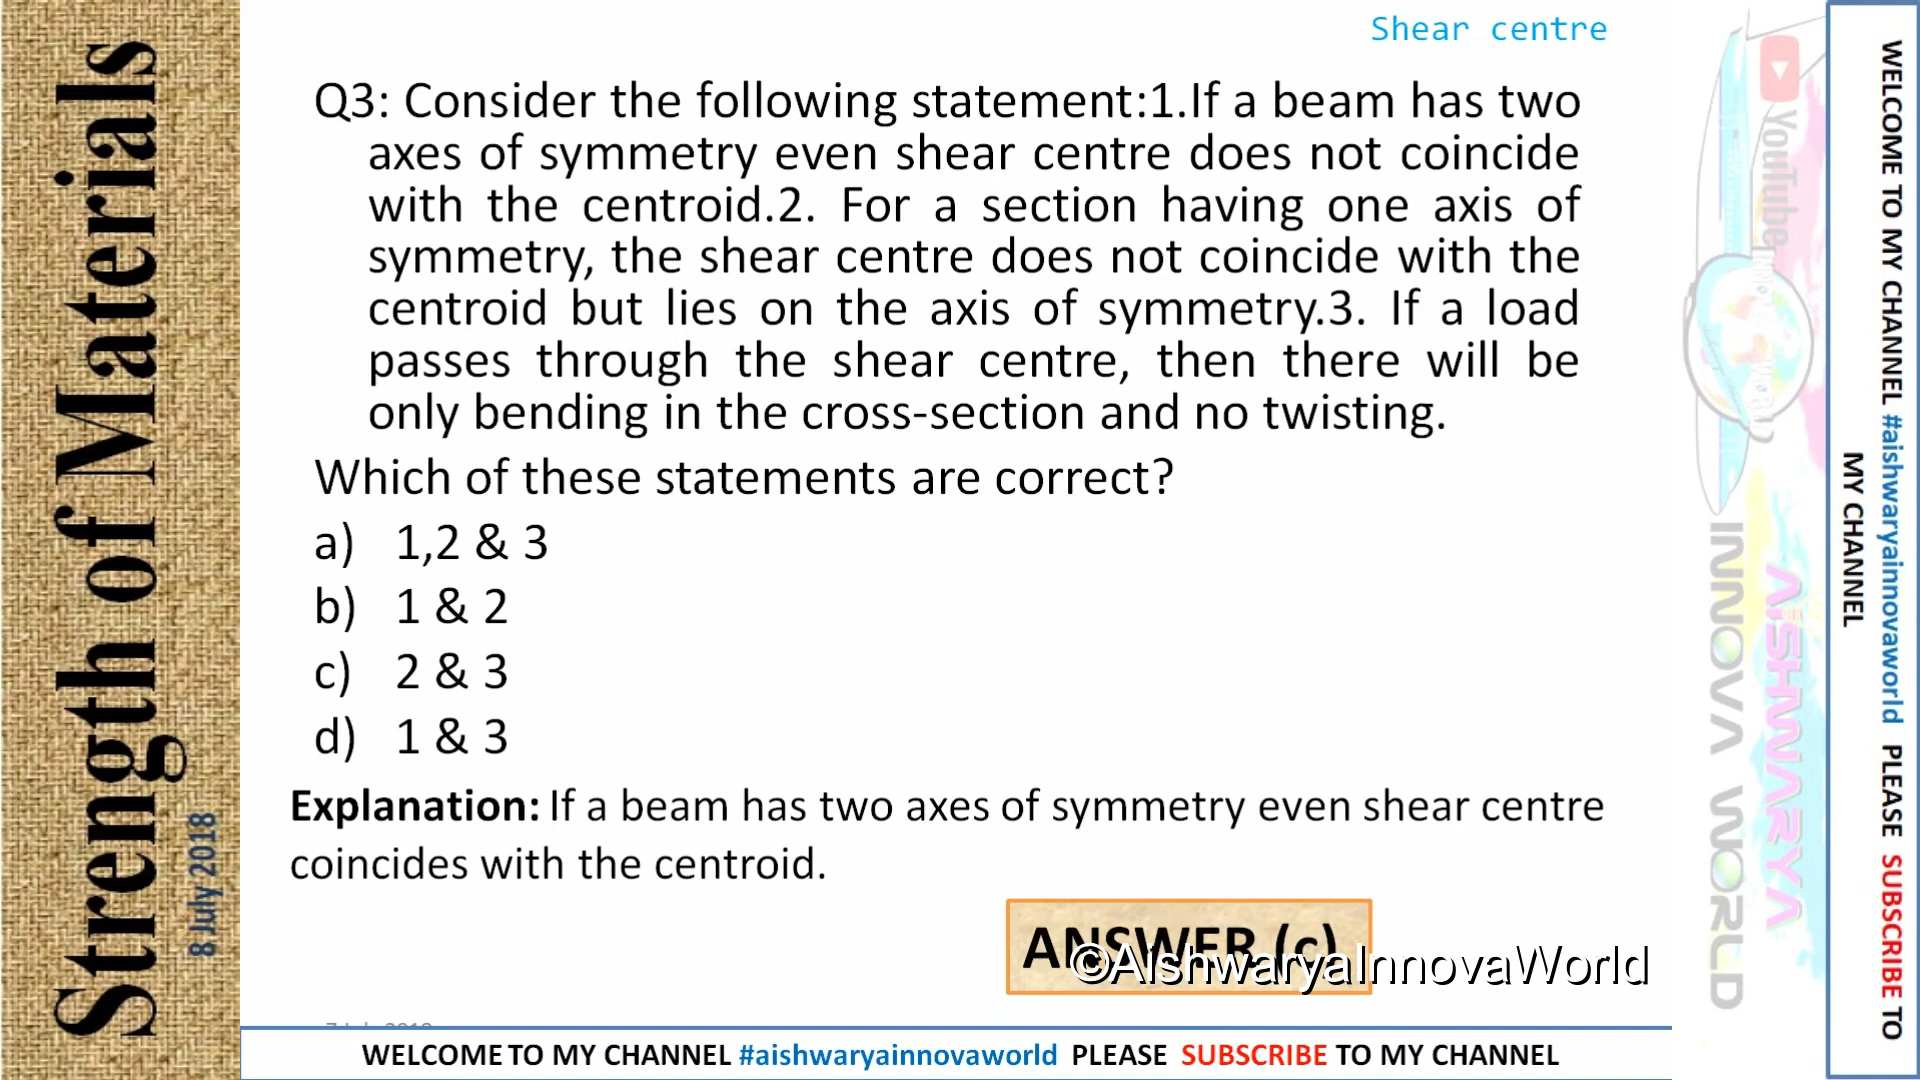 Shear centre
Q3: Consider the following statement:1.If a beam has two
axes of symmetry even shear centre does not coincide
with the centroid.2. For a section having one axis of
symmetry, the shear centre does not coincide with the
centroid but lies on the axis of symmetry.3. If a load
passes through the shear centre, then there will be
only bending in the cross-section and no twisting.
Which of these statements are correct?
a) 1,2 & 3
b) 1 & 2
c) 2 & 3
d) 1 & 3
Explanation: If a beam has two axes of symmetry even shear centre
coincides with the centroid.
ANSWER (c)
©AishwaryaInnovaWorld
WELCOME TO MY CHANNEL #aishwaryainnovaworld PLEASE SUBSCRIBE TO MY CHANNEL
Strength of Materials
8 July 2018
YouTube
AISHWARYA
INNOVA WORLD
WELCOME TO MY CHANNEL #aishwaryainnovaworld PLEASE SUBSCRIBE TO
MY CHANNEL